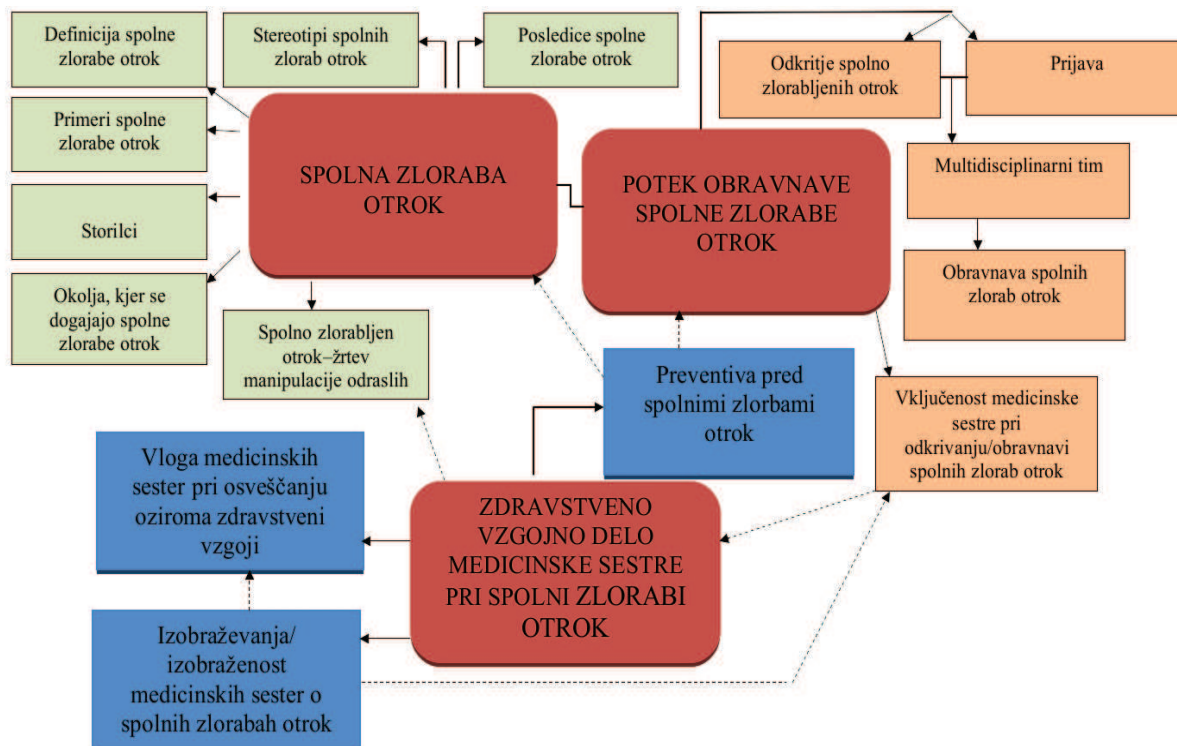 Definicija spolne
zlorabe otrok
Stereotipi spolnih
zlorab otrok
Posledice spolne
zlorabe otrok
Odkritje spolno
zlorabljenih otrok
Prijava
Primeri spolne
zlorabe otrok
Storilci
Okolja, kjer se
dogajajo spolne
zlorabe otrok
SPOLNA ZLORABA
OTROK
POTEK OBRAVNAVE
SPOLNE ZLORABE
OTROK
Multidisciplinarni tim
Obravnava spolnih
zlorab otrok
Spolno zlorabljen
otrok–žrtev
manipulacije odraslih
Preventiva pred
spolnimi zlorbami
otrok
Vključenost medicinske
sestre pri
odkrivanju/obravnavi
spolnih zlorab otrok
Vloga medicinskih
sester pri osveščanju
oziroma zdravstveni
vzgoji
ZDRAVSTVENO
VZGOJNO DELO
MEDICINSKE SESTRE
PRI SPOLNI ZLORABI
OTROK
Izobraževanja/
izobraženost
medicinskih sester o
spolnih zlorabah otrok